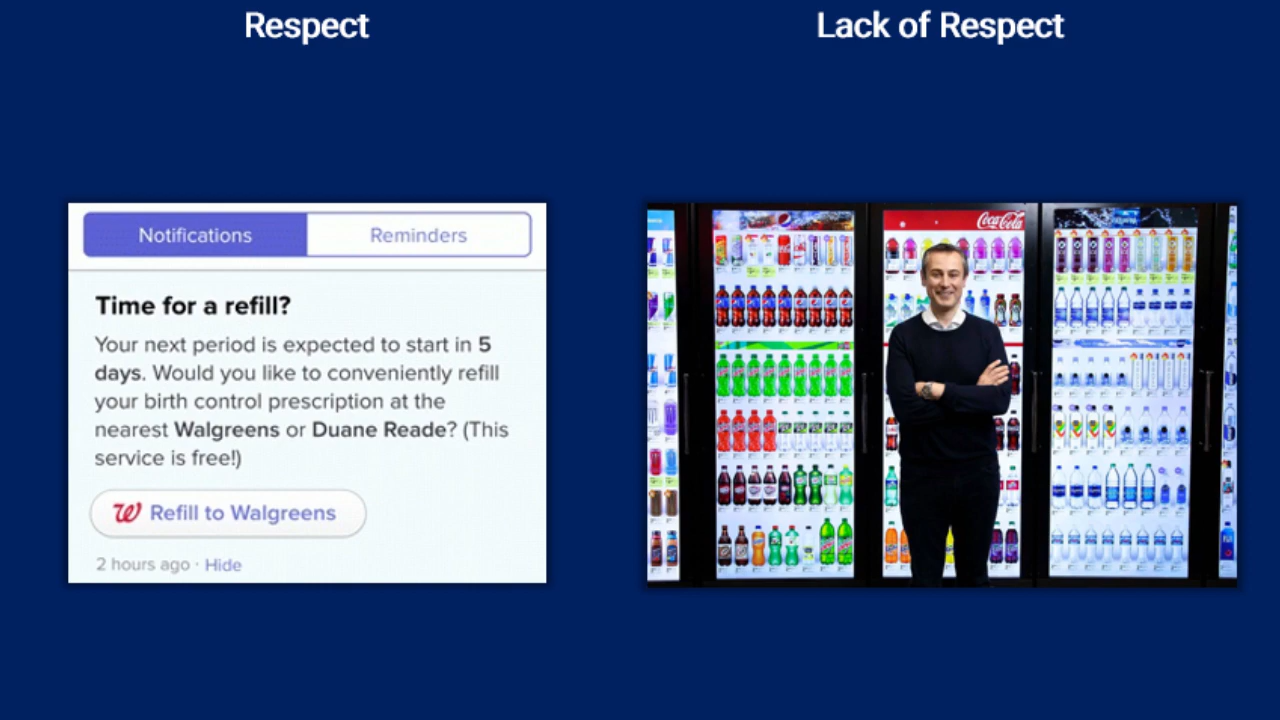 Respect
Lack of Respect
Notifications
Reminders
Time for a refill?
Your next period is expected to start in 5
days. Would you like to conveniently refill
your birth control prescription at the
nearest Walgreens or Duane Reade? (This
service is free!)
Refill to Walgreens
2 hours ago · Hide
Coca-Cola